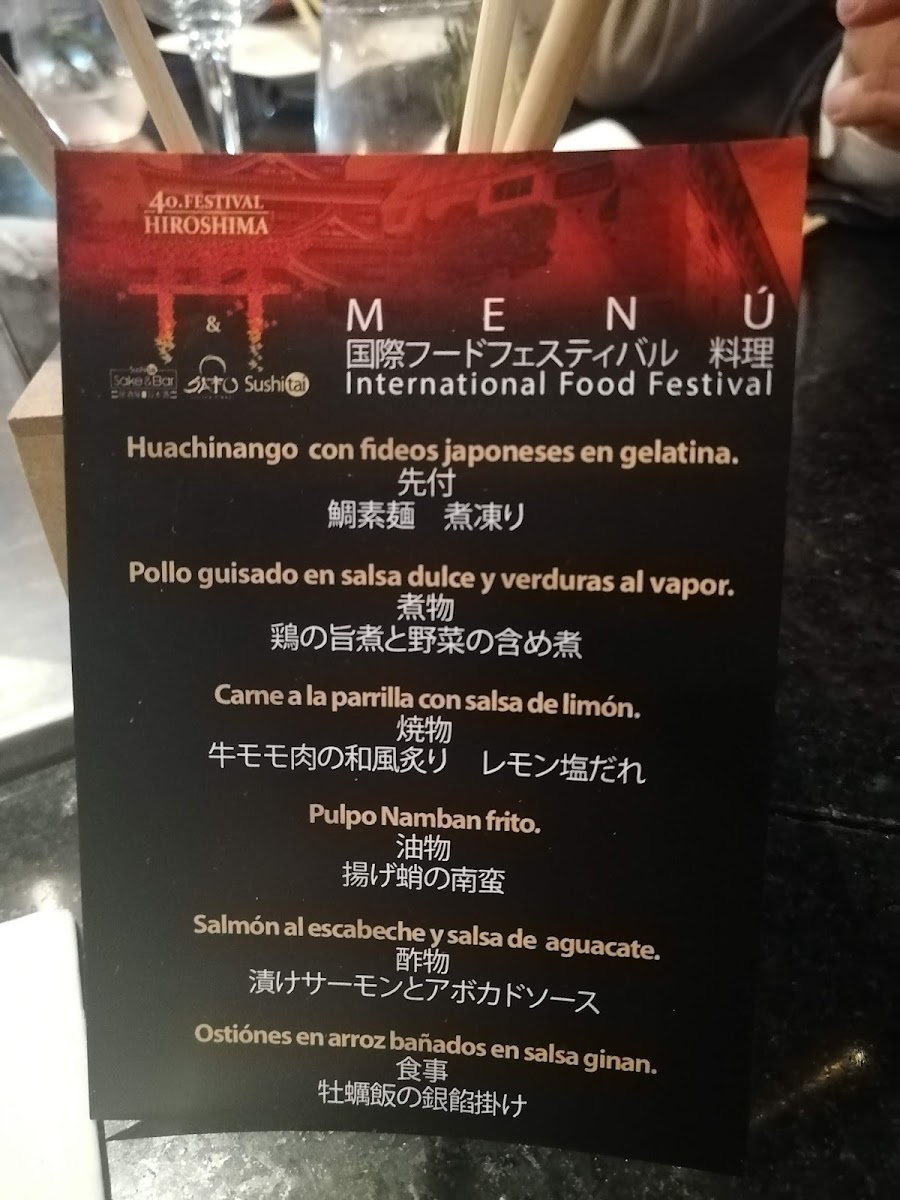 4o.FESTIVAL
HIROSHIMA
&
Sushi tai
Sake & Bar
Sushi tai
M E N Ú
国際フードフェスティバル 料理
International Food Festival
Huachinango con fideos japoneses en gelatina.
先付
鯛素麺 煮凍り
Pollo guisado en salsa dulce y verduras al vapor.
煮物
鶏の旨煮と野菜の含め煮
Carne a la parrilla con salsa de limón.
焼物
牛モモ肉の和風炙り レモン塩だれ
Pulpo Namban frito.
油物
揚げ蛸の南蛮
Salmón al escabeche y salsa de aguacate.
酢物
漬けサーモンとアボカドソース
Ostiónes en arroz bañados en salsa ginan.
食事
牡蠣飯の銀餡掛け